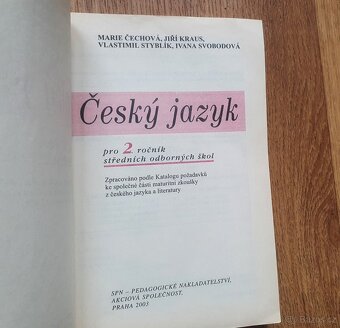 MARIE ČECHOVÁ, JIŘÍ KRAUS,
VLASTIMIL STYBLÍK, IVANA SVOBODOVÁ
Český jazyk
pro 2. ročník
středních odborných škol
Zpracováno podle Katalogu požadavků
ke společné části maturitní zkoušky
z českého jazyka a literatury
SPN – PEDAGOGICKÉ NAKLADATELSTVÍ,
AKCIOVÁ SPOLEČNOST,
PRAHA 2003